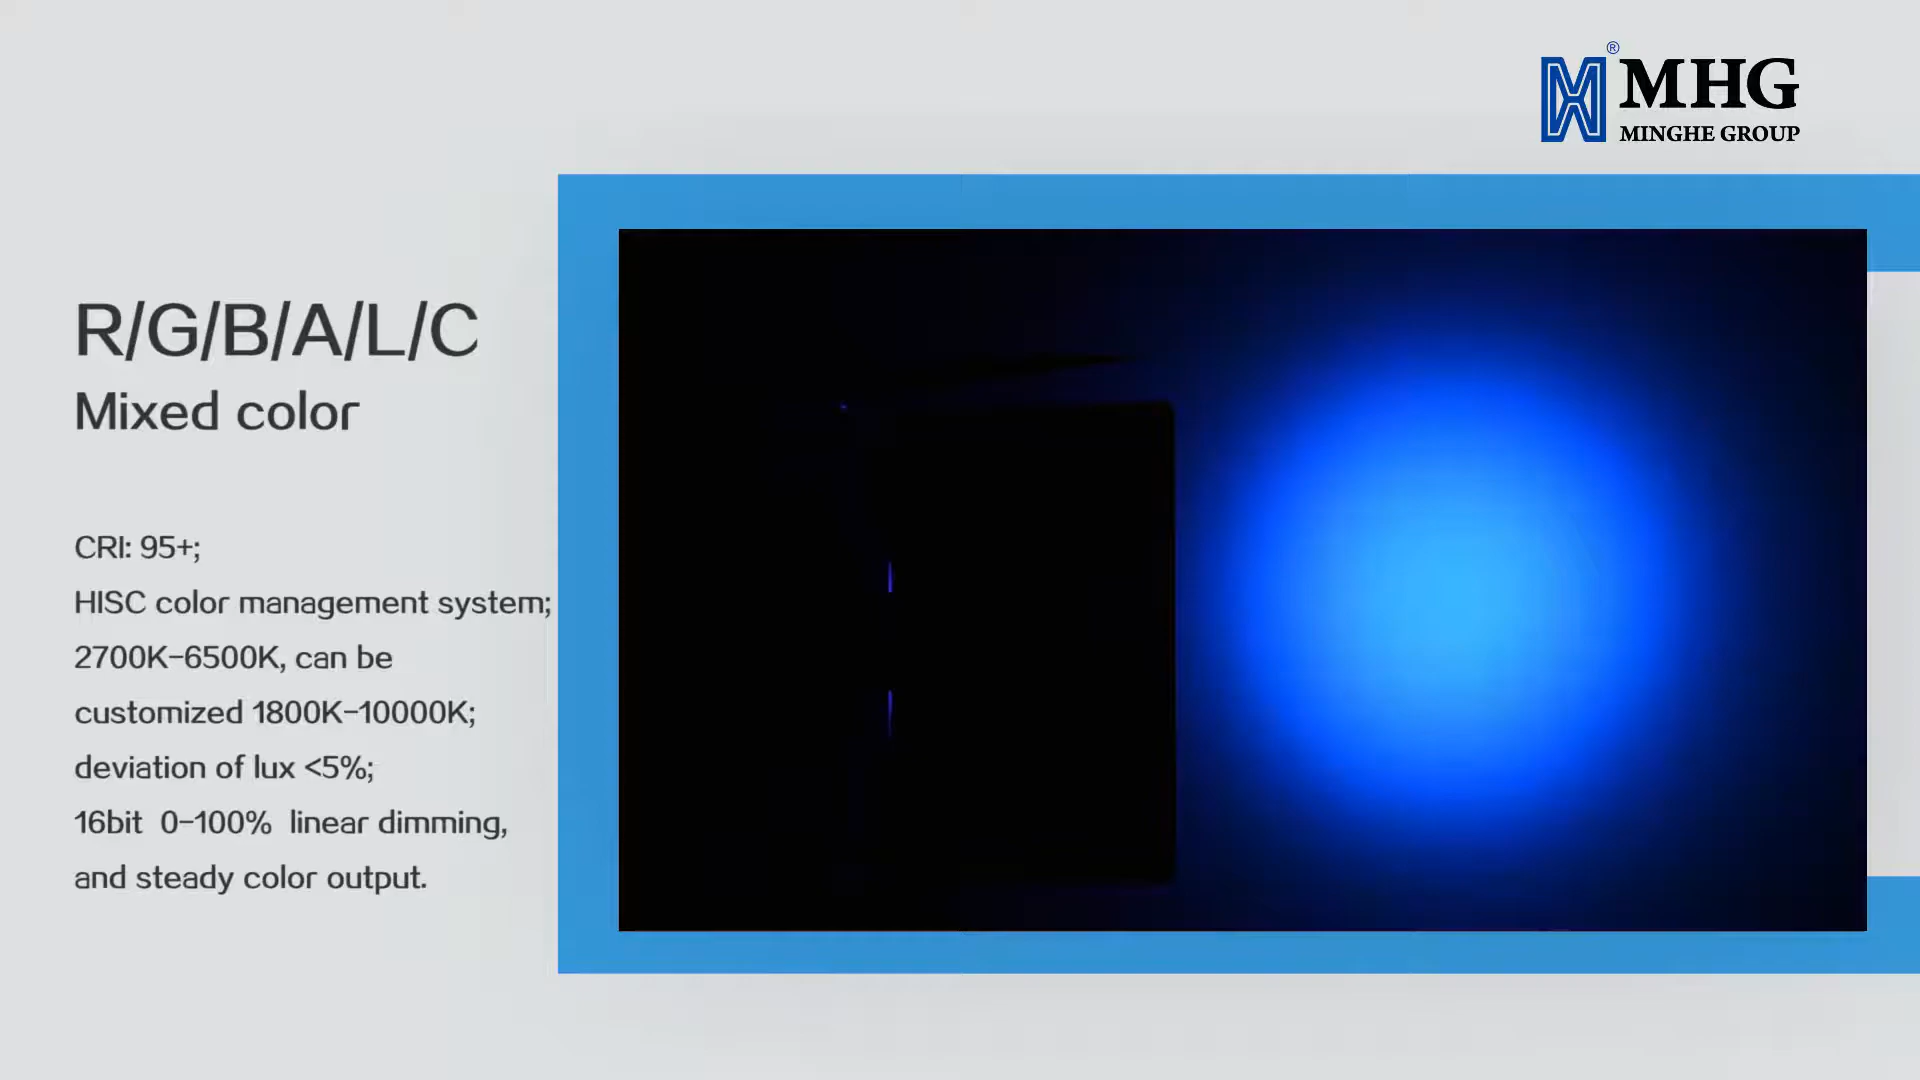 ®
MHG
MINGHE GROUP
R/G/B/A/L/C
Mixed color
CRI: 95+;
HISC color management system;
2700K-6500K, can be
customized 1800K-10000K;
deviation of lux <5%;
16bit 0-100% linear dimming,
and steady color output.